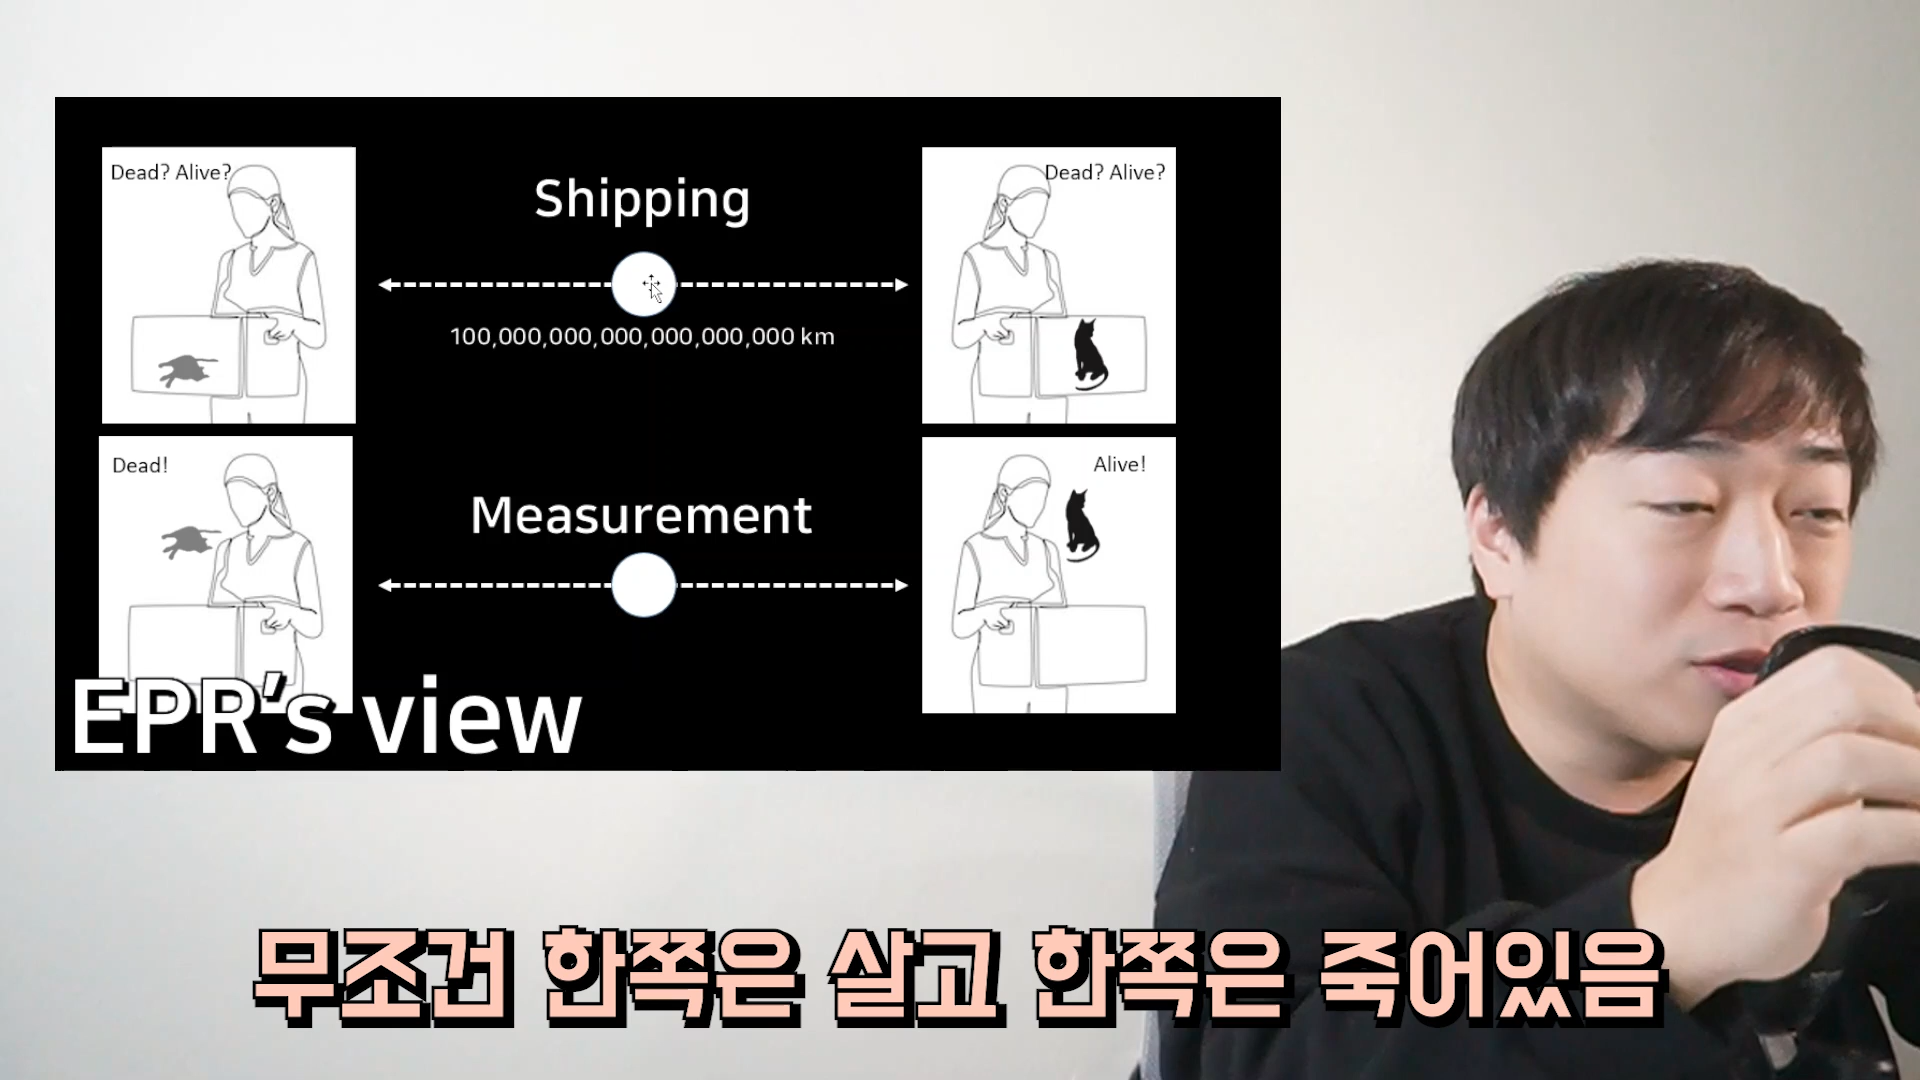 Dead? Alive?
Shipping
Dead? Alive?
100,000,000,000,000,000,000 km
Dead!
Measurement
Alive!
EPR's view
무조건 한쪽은 살고 한쪽은 죽어있음